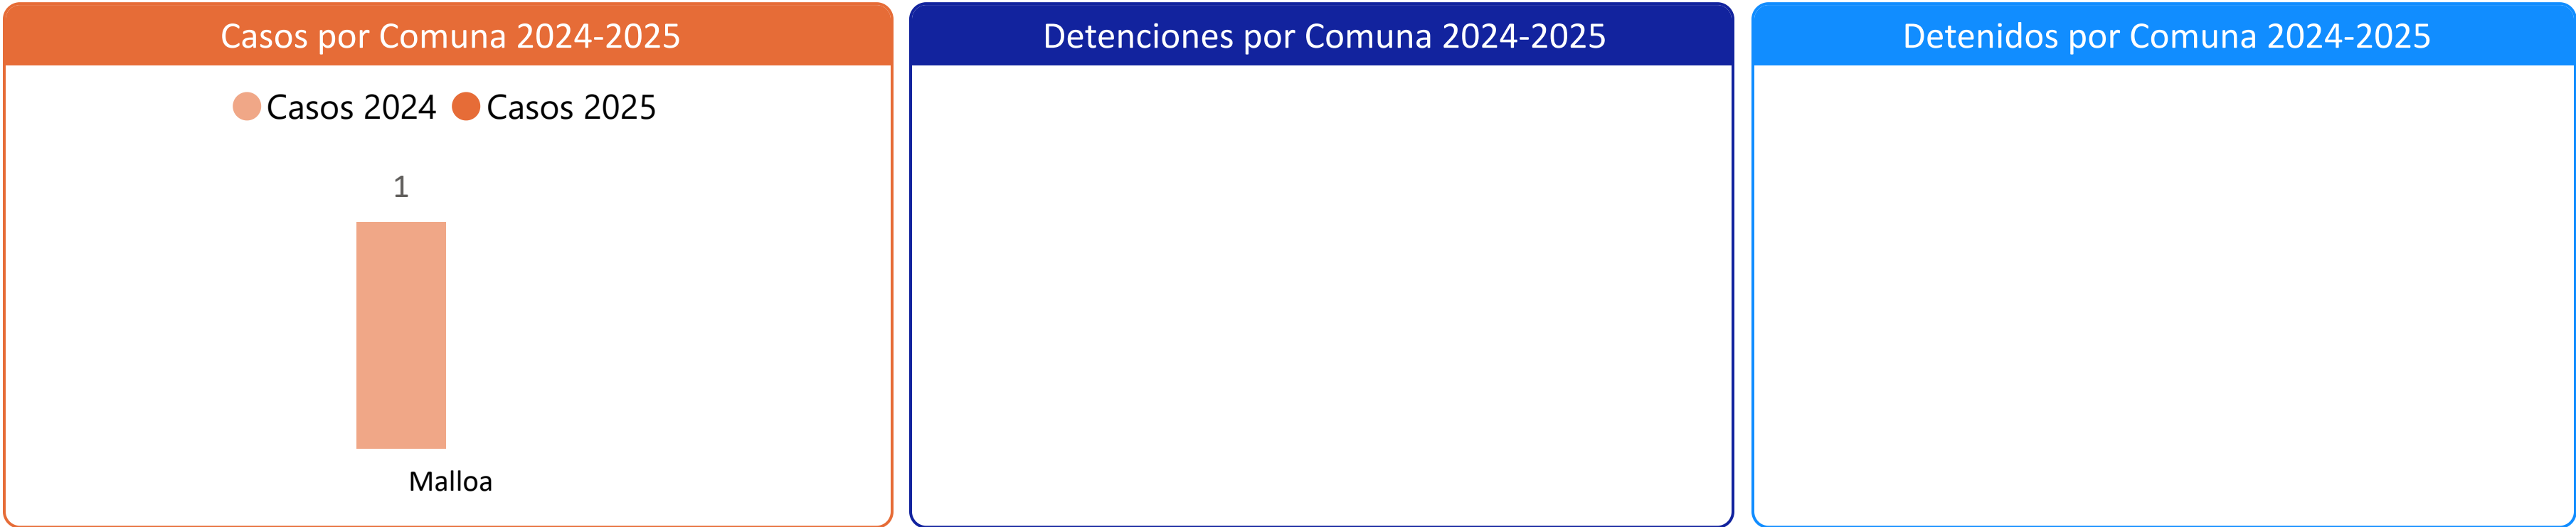 Casos por Comuna 2024-2025
Casos 2024 Casos 2025
1
Malloa
Detenciones por Comuna 2024-2025
Detenidos por Comuna 2024-2025